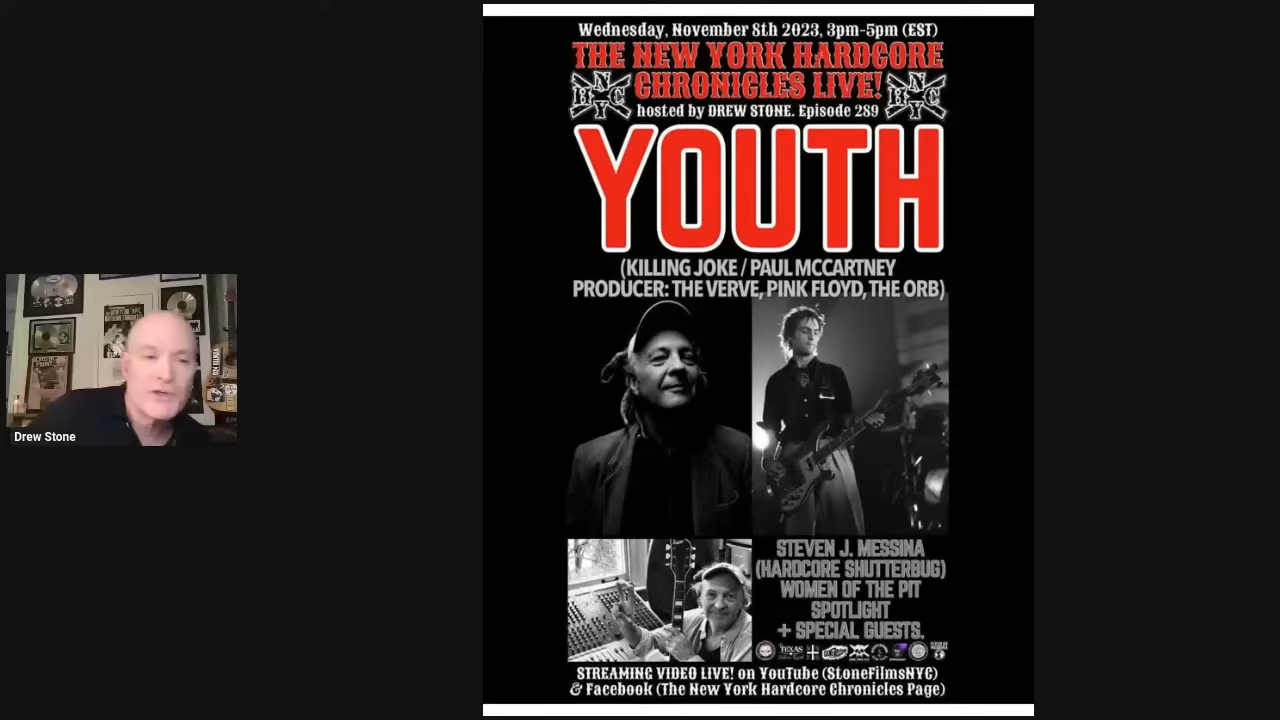 Wednesday, November 8th 2023, 3pm-5pm (EST)
THE NEW YORK HARDCORE
CHRONICLES LIVE!
N
H C
Y
N
H C
Y
hosted by DREW STONE. Episode 289
YOUTH
(KILLING JOKE / PAUL MCCARTNEY
PRODUCER: THE VERVE, PINK FLOYD, THE ORB)
STEVEN J. MESSINA
(HARDCORE SHUTTERBUG)
WOMEN OF THE PIT
SPOTLIGHT
+ SPECIAL GUESTS.
TEXAS
STREAMING VIDEO LIVE! on YouTube (StoneFilmsNYC)
& Facebook (The New York Hardcore Chronicles Page)
Drew Stone